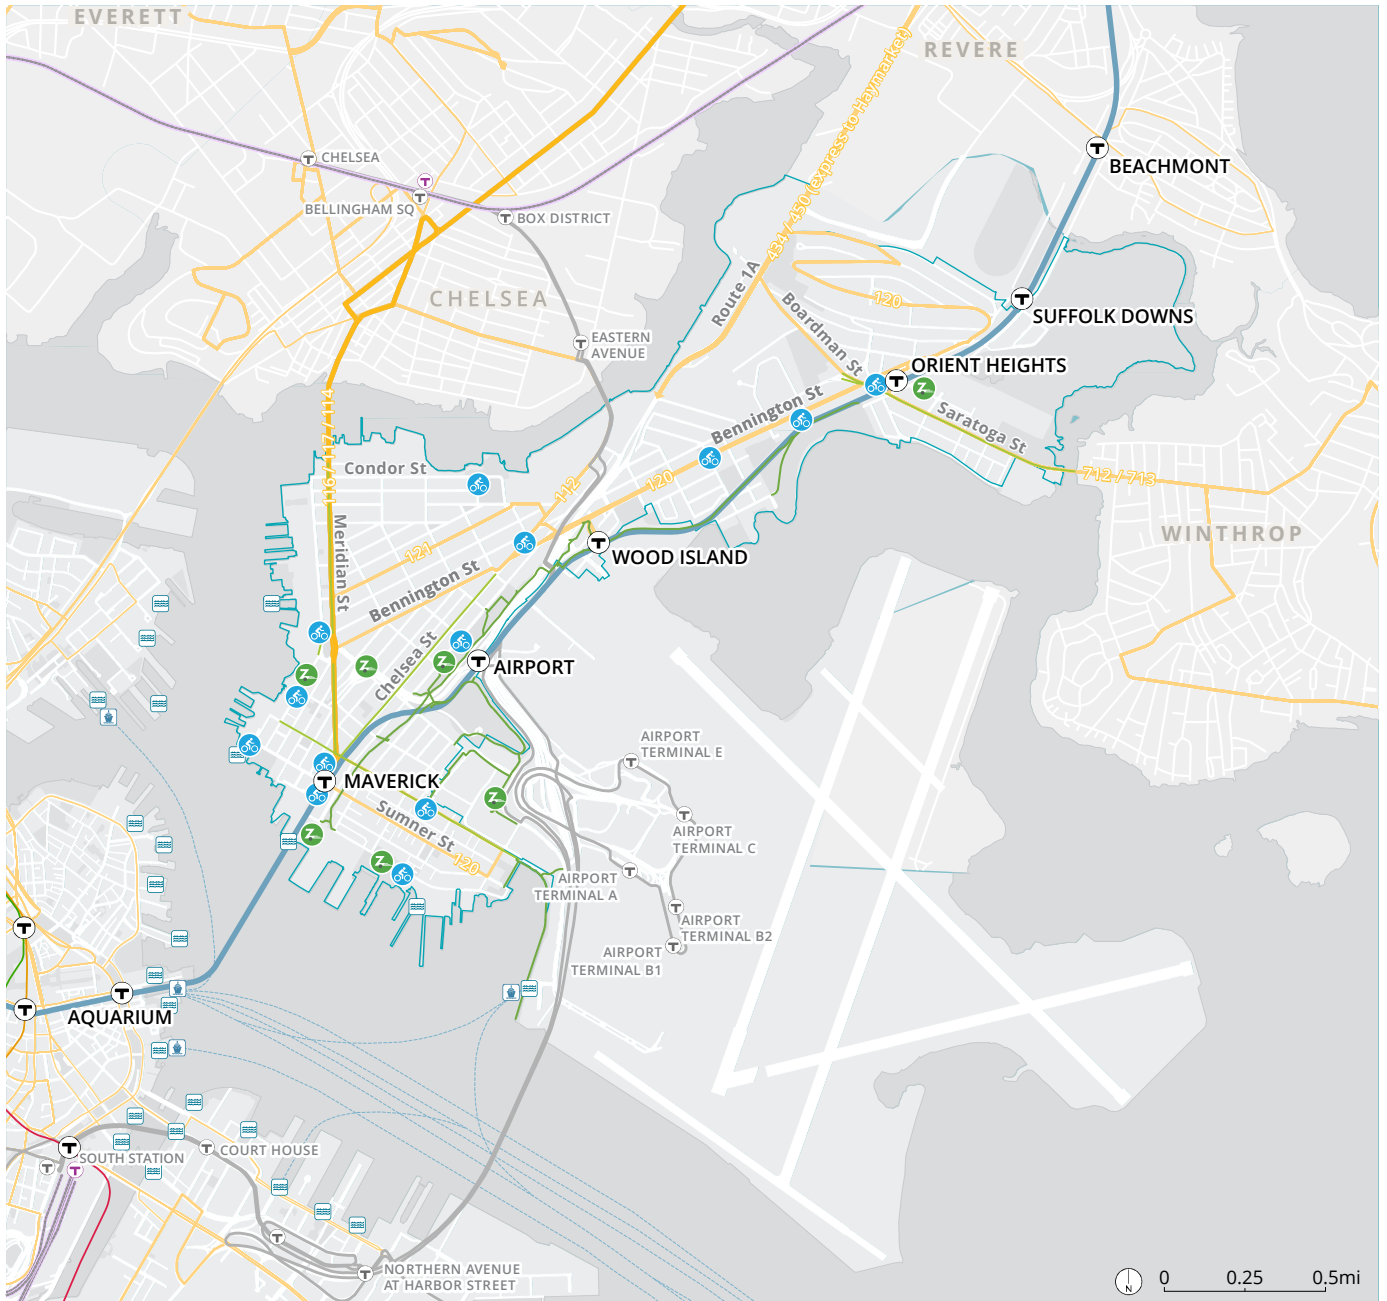 EVERETT
REVERE
434 / 450 (express to Haymarket)
T CHELSEA
T
T
BELLINGHAM SQ
T BOX DISTRICT
T
BEACHMONT
CHELSEA
Route 1A
120
Boardman St
T
SUFFOLK DOWNS
T EASTERN
AVENUE
T ORIENT HEIGHTS
Z
Bennington St
Saratoga St
116 / 117 / 114
Condor St
112
120
712 / 713
WINTHROP
Meridian St
121
T
WOOD ISLAND
Bennington St
Chelsea St
Z
Z
Z
T AIRPORT
AIRPORT
TERMINAL E
T
T MAVERICK
Z
Sumner St
120
T
AIRPORT
TERMINAL C
Z
Z
T
AIRPORT
TERMINAL A
T
AIRPORT
TERMINAL B2
T
AIRPORT
TERMINAL B1
T
T
T
AQUARIUM
T
SOUTH STATION
T
T
T COURT HOUSE
T
T NORTHERN AVENUE
AT HARBOR STREET
N
0 0.25 0.5mi